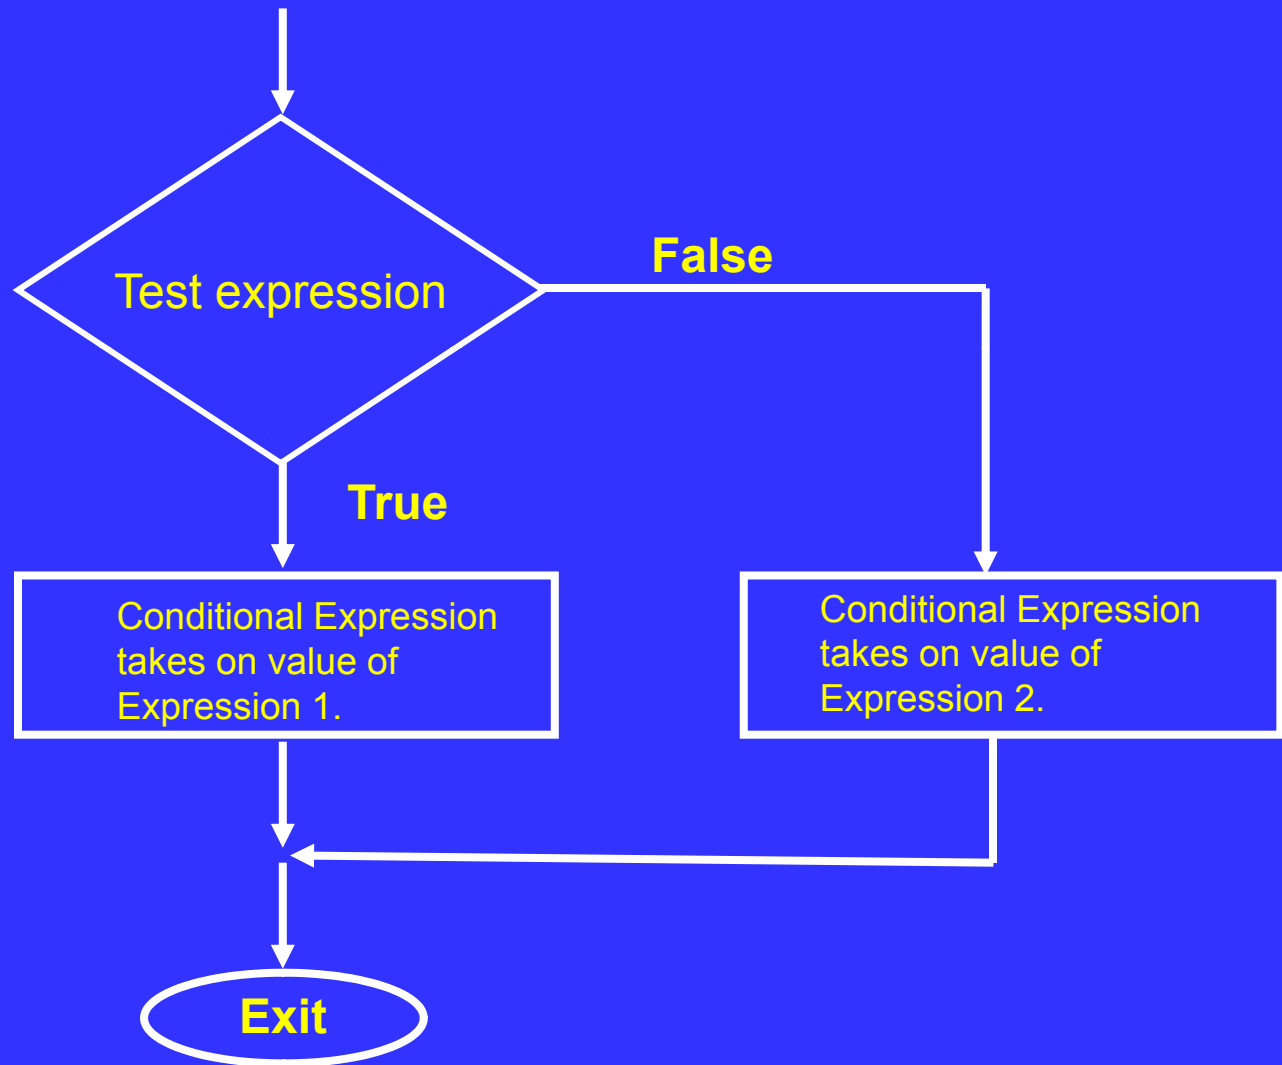 Test expression
False
True
Conditional Expression
takes on value of
Expression 1.
Conditional Expression
takes on value of
Expression 2.
Exit